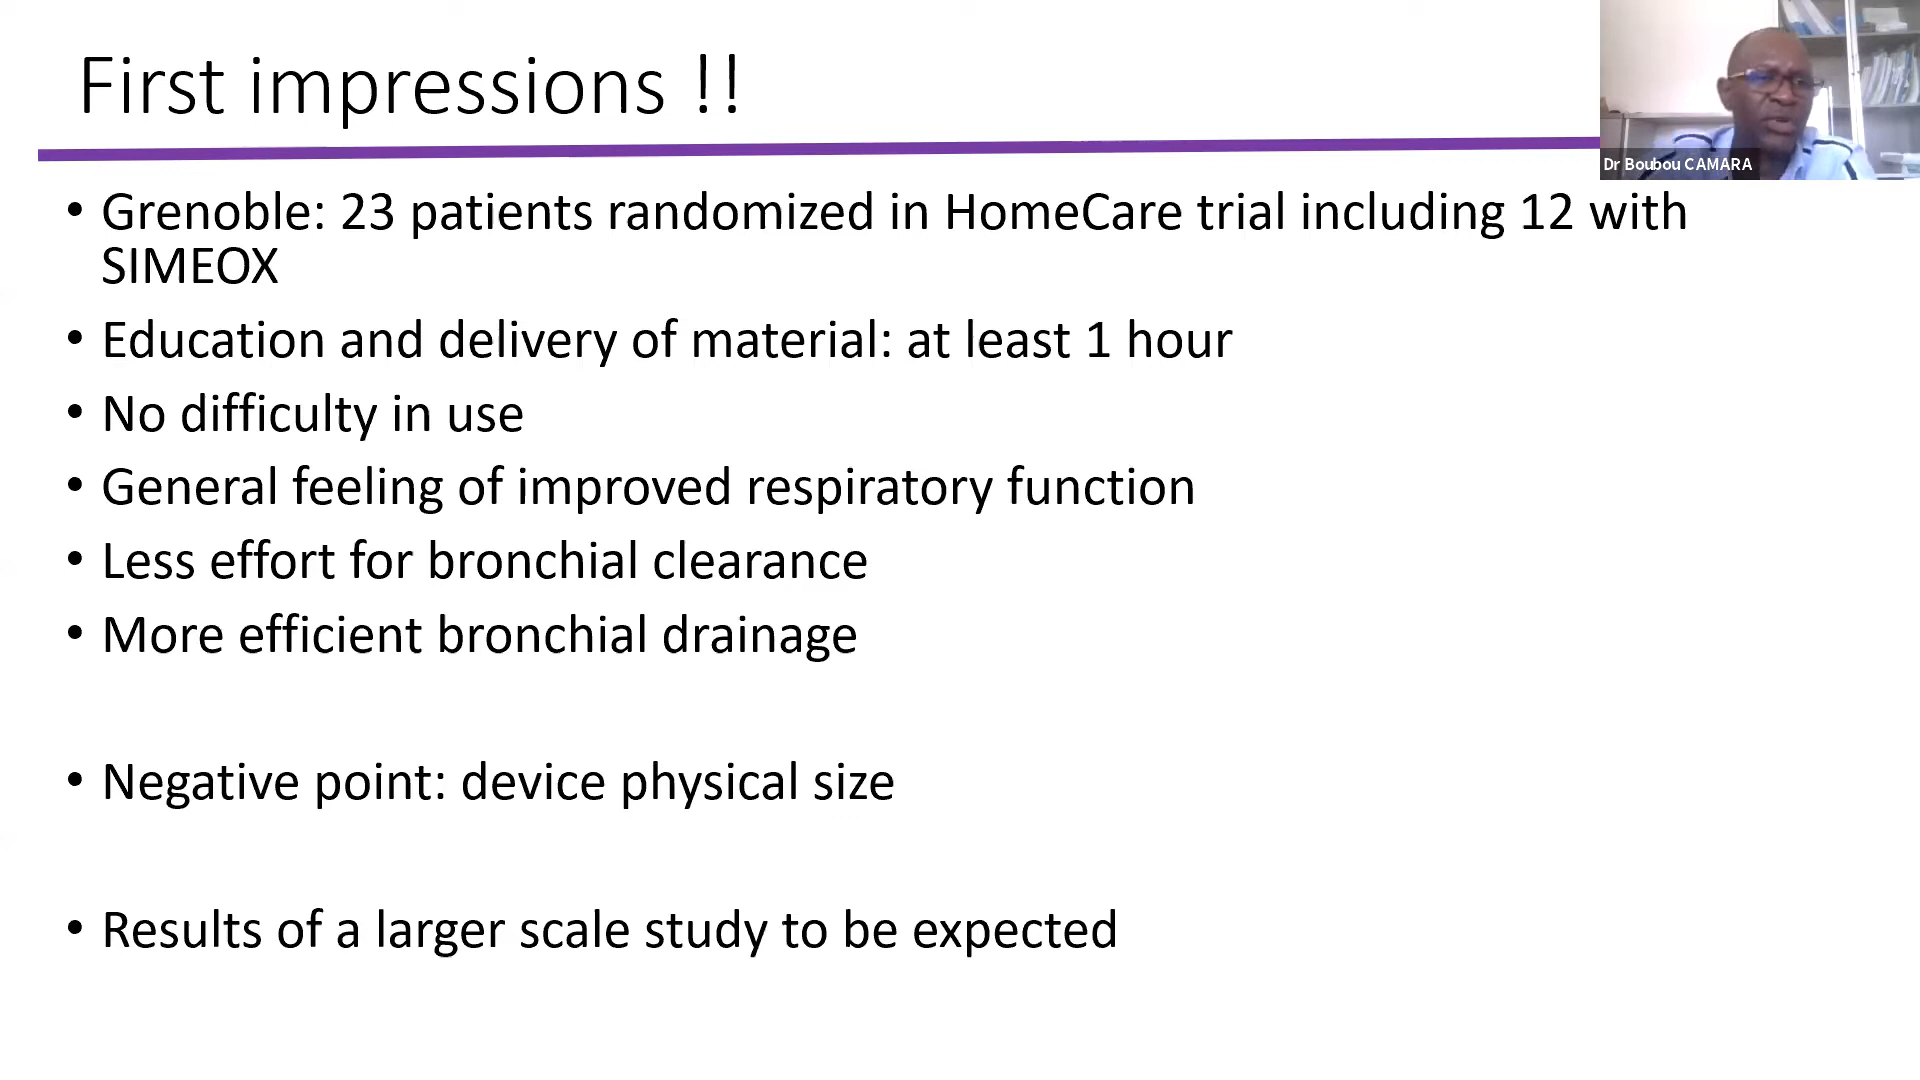 First impressions !!
Dr Boubou CAMARA
• Grenoble: 23 patients randomized in HomeCare trial including 12 with
SIMEOX
• Education and delivery of material: at least 1 hour
• No difficulty in use
• General feeling of improved respiratory function
• Less effort for bronchial clearance
• More efficient bronchial drainage
• Negative point: device physical size
• Results of a larger scale study to be expected